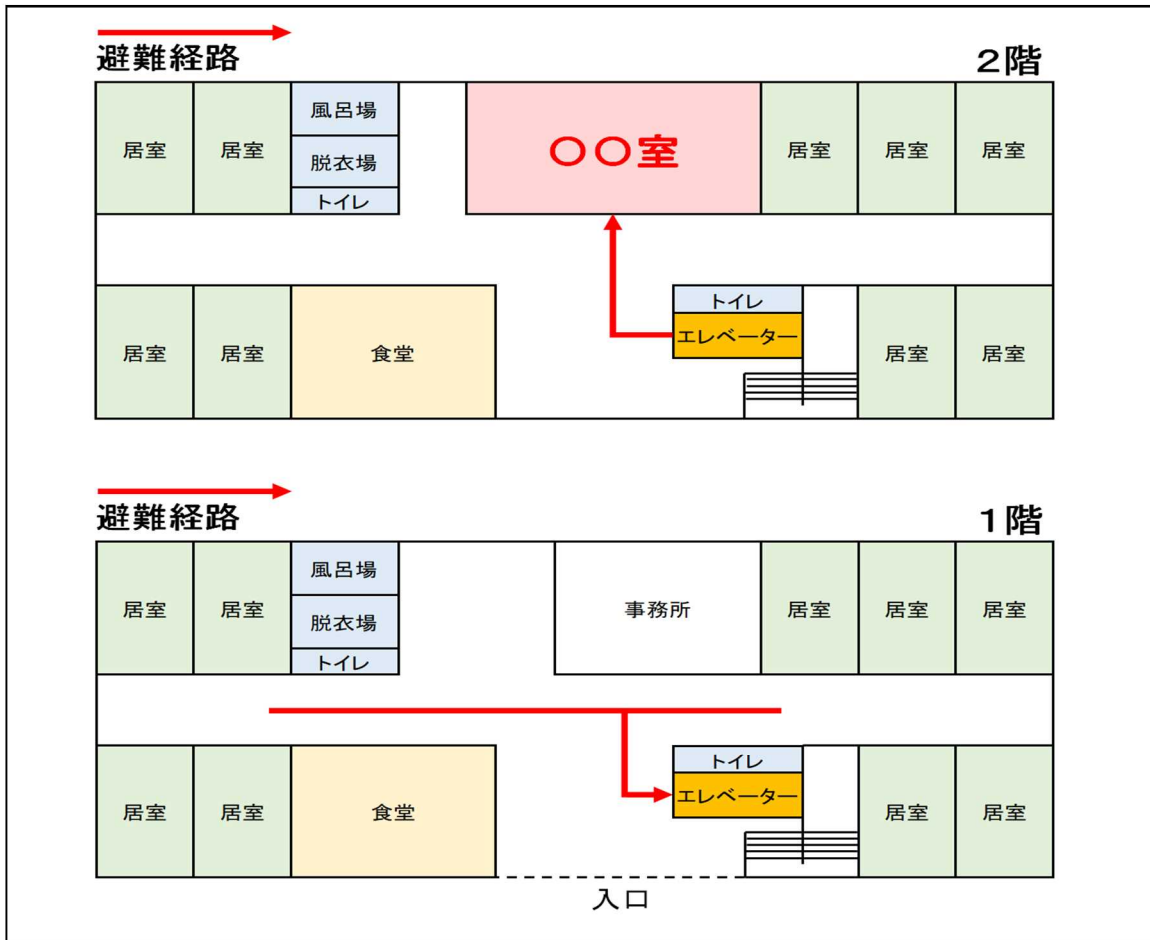 避難経路
2階
居室
居室
風呂場
脱衣場
トイレ
〇〇室
居室
居室
居室
居室
居室
食堂
トイレ
エレベーター
居室
居室
避難経路
1階
居室
居室
風呂場
脱衣場
トイレ
事務所
居室
居室
居室
居室
居室
食堂
トイレ
エレベーター
居室
居室
入口